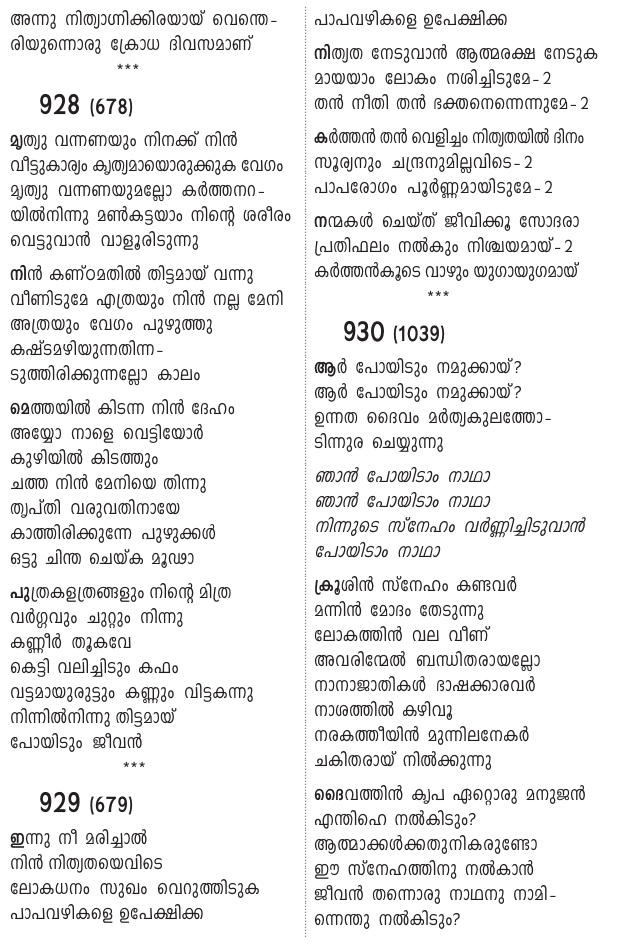 അന്നു നിത്യാഗ്നിക്കിരയായ് വെന്തെ-
രിയുന്നൊരു ക്രോധ ദിവസമാണ്
***
928 (678)
മൃത്യു വന്നണയും നിനക്ക് നിൻ
വീട്ടുകാര്യം കൃത്യമായൊരുക്കുക വേഗം
മൃത്യു വന്നണയുമല്ലോ കർത്തനറ-
യിൽനിന്നു മൺകട്ടയാം നിന്റെ ശരീരം
വെട്ടുവാൻ വാളൂരിടുന്നു
നിൻ കണ്ഠമതിൽ തിട്ടമായ് വന്നു
വീണിടുമേ എത്രയും നിൻ നല്ല മേനി
അത്രയും വേഗം പുഴുത്തു
കഷ്ടമഴിയുന്നതിന്ന-
ടുത്തിരിക്കുന്നല്ലോ കാലം
മെത്തയിൽ കിടന്ന നിൻ ദേഹം
അയ്യോ നാളെ വെട്ടിയോർ
കുഴിയിൽ കിടത്തും
ചത്ത നിൻ മേനിയെ തിന്നു
തൃപ്തി വരുവതിനായേ
കാത്തിരിക്കുന്നേ പുഴുക്കൾ
ഒട്ടു ചിന്ത ചെയ്ക മൂഢാ
പുത്രകളത്രങ്ങളും നിന്റെ മിത്ര
വർഗ്ഗവും ചുറ്റും നിന്നു
കണ്ണീർ തൂകവേ
കെട്ടി വലിച്ചിടും കഫം
വട്ടമായുരുട്ടും കണ്ണും വിട്ടകന്നു
നിന്നിൽനിന്നു തിട്ടമായ്
പോയിടും ജീവൻ
***
929 (679)
ഇന്നു നീ മരിച്ചാൽ
നിൻ നിത്യതയെവിടെ
ലോകധനം സുഖം വെറുത്തിടുക
പാപവഴികളെ ഉപേക്ഷിക്ക
പാപവഴികളെ ഉപേക്ഷിക്ക
നിത്യത നേടുവാൻ ആത്മരക്ഷ നേടുക
മായയാം ലോകം നശിച്ചിടുമേ-2
തൻ നീതി തൻ ഭക്തനെന്നെന്നുമേ-2
കർത്തൻ തൻ വെളിച്ചം നിത്യതയിൽ ദിനം
സൂര്യനും ചന്ദ്രനുമില്ലവിടെ-2
പാപരോഗം പൂർണ്ണമായിടുമേ-2
നന്മകൾ ചെയ്ത് ജീവിക്കൂ സോദരാ
പ്രതിഫലം നൽകും നിശ്ചയമായ്-2
കർത്തൻകൂടെ വാഴും യുഗായുഗമായ്
***
930 (1039)
ആർ പോയിടും നമുക്കായ്?
ആർ പോയിടും നമുക്കായ്?
ഉന്നത ദൈവം മർത്യകുലത്തോ-
ടിന്നുര ചെയ്യുന്നു
ഞാൻ പോയിടാം നാഥാ
ഞാൻ പോയിടാം നാഥാ
നിന്നുടെ സ്നേഹം വർണ്ണിച്ചിടുവാൻ
പോയിടാം നാഥാ
ക്രൂശിൻ സ്നേഹം കണ്ടവർ
മന്നിൻ മോദം തേടുന്നു
ലോകത്തിൻ വല വീണ്
അവരിന്മേൽ ബന്ധിതരായല്ലോ
നാനാജാതികൾ ഭാഷക്കാരവർ
നാശത്തിൽ കഴിവൂ
നരകത്തീയിൻ മുന്നിലനേകർ
ചകിതരായ് നിൽക്കുന്നു
ദൈവത്തിൻ കൃപ ഏറ്റൊരു മനുജൻ
എന്തിഹെ നൽകിടും?
ആത്മാക്കൾക്കതുനികരുണ്ടോ
ഈ സ്നേഹത്തിനു നൽകാൻ
ജീവൻ തന്നൊരു നാഥനു നാമി-
ന്നെന്തു നൽകിടും?